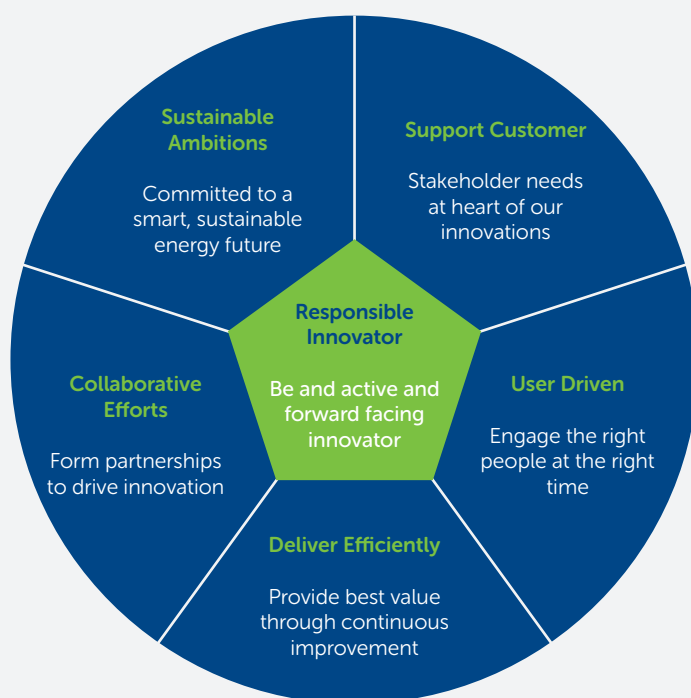 Sustainable
Ambitions
Committed to a
smart, sustainable
energy future
Support Customer
Stakeholder needs
at heart of our
innovations
Responsible
Innovator
Be and active and
forward facing
innovator
Collaborative
Efforts
Form partnerships
to drive innovation
User Driven
Engage the right
people at the right
time
Deliver Efficiently
Provide best value
through continuous
improvement